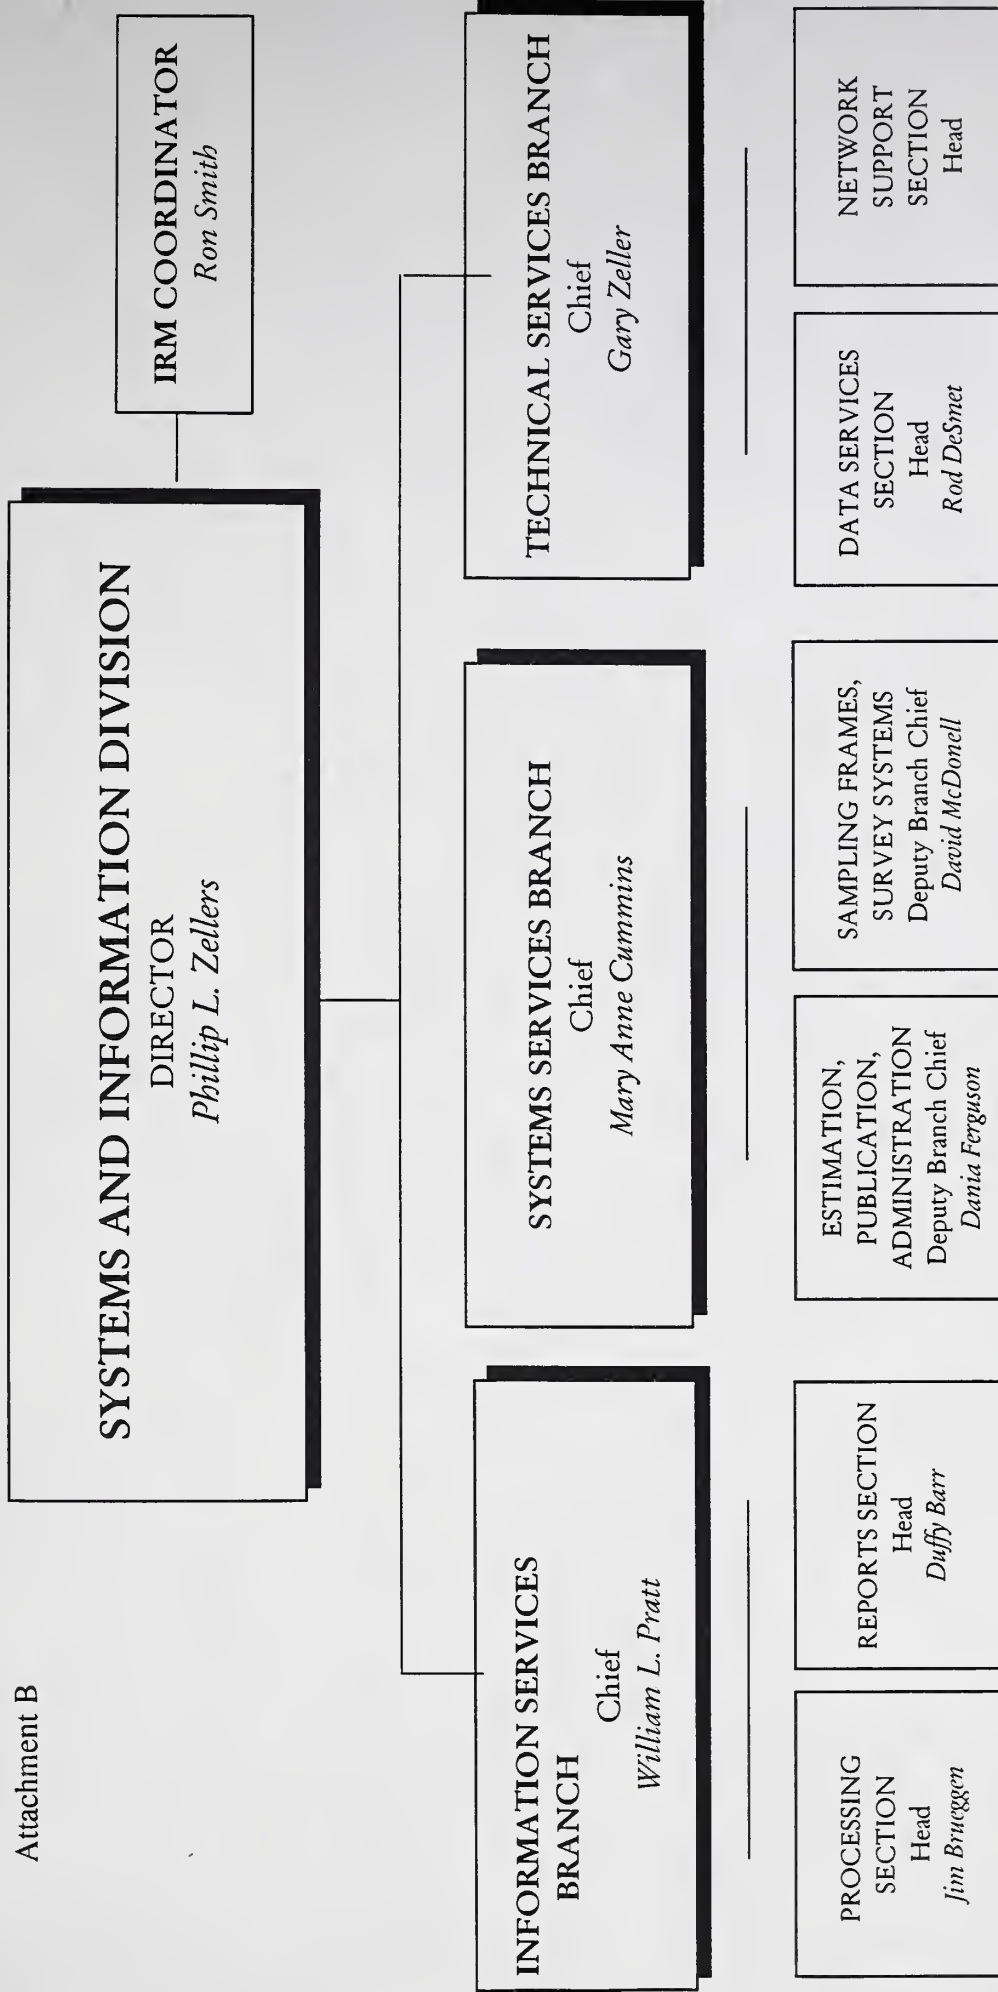 Attachment B
SYSTEMS AND INFORMATION DIVISION
DIRECTOR
Phillip L. Zellers
IRM COORDINATOR
Ron Smith
INFORMATION SERVICES
BRANCH
Chief
William L. Pratt
SYSTEMS SERVICES BRANCH
Chief
Mary Anne Cummins
TECHNICAL SERVICES BRANCH
Chief
Gary Zeller
PROCESSING
SECTION
Head
Jim Brueggen
REPORTS SECTION
Head
Duffy Barr
ESTIMATION,
PUBLICATION,
ADMINISTRATION
Deputy Branch Chief
Dania Ferguson
SAMPLING FRAMES,
SURVEY SYSTEMS
Deputy Branch Chief
David McDonell
DATA SERVICES
SECTION
Head
Rod DeSmet
NETWORK
SUPPORT
SECTION
Head